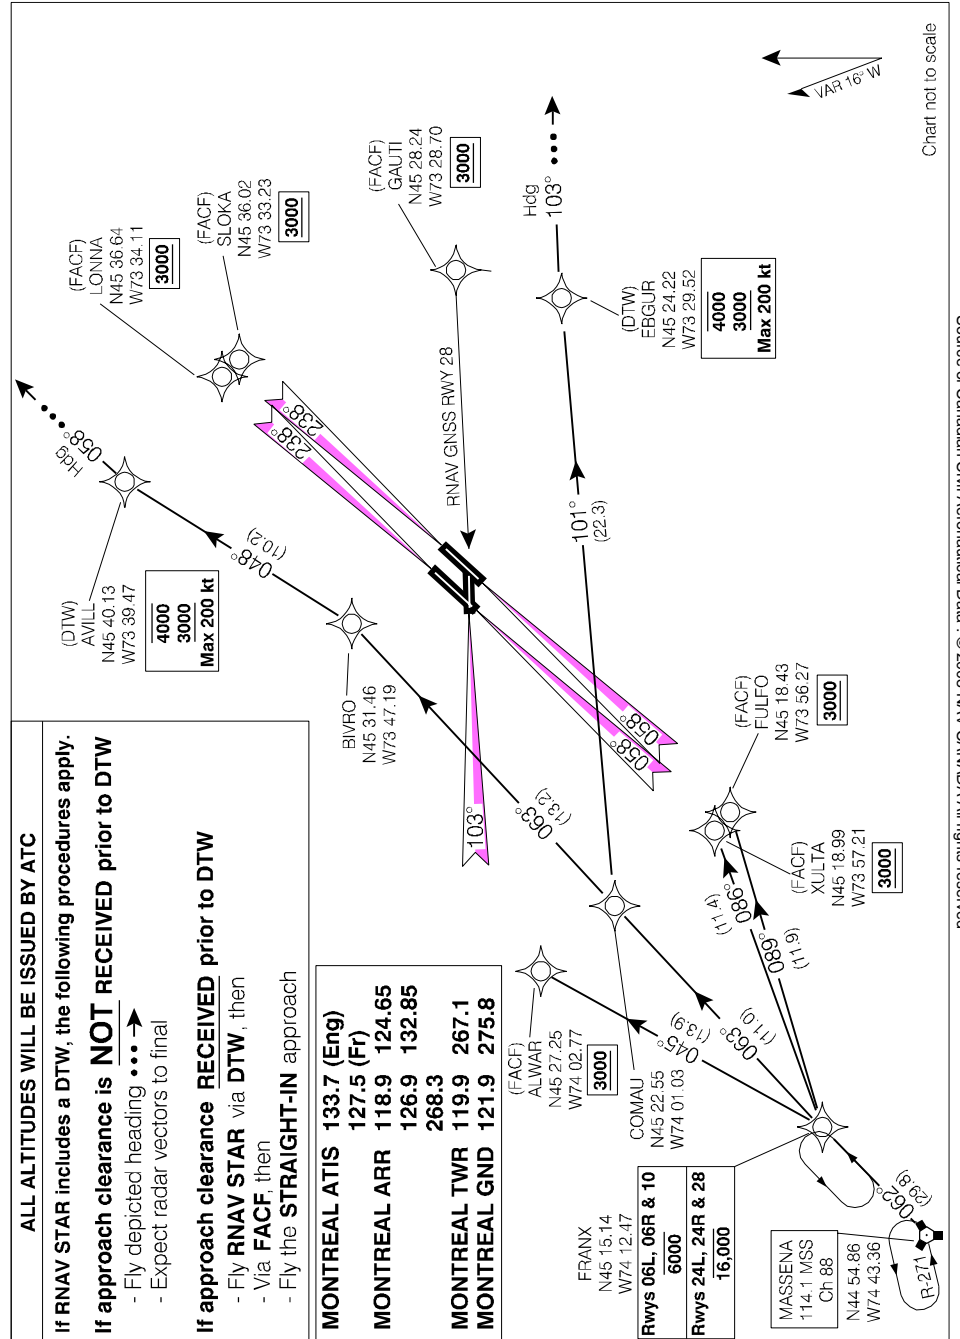 ALL ALTITUDES WILL BE ISSUED BY ATC
If RNAV STAR includes a DTW, the following procedures apply.
If approach clearance is NOT RECEIVED prior to DTW
- Fly depicted heading
- Expect radar vectors to final
If approach clearance RECEIVED prior to DTW
- Fly RNAV STAR via DTW, then
- Via FACF, then
- Fly the STRAIGHT-IN approach
MONTREAL ATIS 133.7 (Eng)
127.5 (Fr)
MONTREAL ARR 118.9 124.65
126.9 132.85
268.3
MONTREAL TWR 119.9 267.1
MONTREAL GND 121.9 275.8
(DTW)
AVILL
N45 40.13
W73 39.47
4000
3000
Max 200 kt
Hdg
058°
048°
(10.2)
(FACF)
LONNA
N45 36.64
W73 34.11
3000
(FACF)
SLOKA
N45 36.02
W73 33.23
3000
(FACF)
GAUTI
N45 28.24
W73 28.70
3000
RNAV GNSS RWY 28
238°
238°
BIVRO
N45 31.46
W73 47.19
063°
(13.2)
103°
058°
058°
Hdg
103°
(DTW)
EBGUR
N45 24.22
W73 29.52
4000
3000
Max 200 kt
101°
(22.3)
(FACF)
ALWAR
N45 27.25
W74 02.77
3000
COMAU
N45 22.55
W74 01.03
045°
(13.9)
063°
(11.0)
086°
(11.4)
089°
(11.9)
(FACF)
XULTA
N45 18.99
W73 57.21
3000
(FACF)
FULFO
N45 18.43
W73 56.27
3000
FRANX
N45 15.14
W74 12.47
Rwys 06L, 06R & 10
6000
Rwys 24L, 24R & 28
16,000
062°
(29.8)
MASSENA
114.1 MSS
Ch 88
N44 54.86
W74 43.36
R-271
VAR 16° W
Chart not to scale